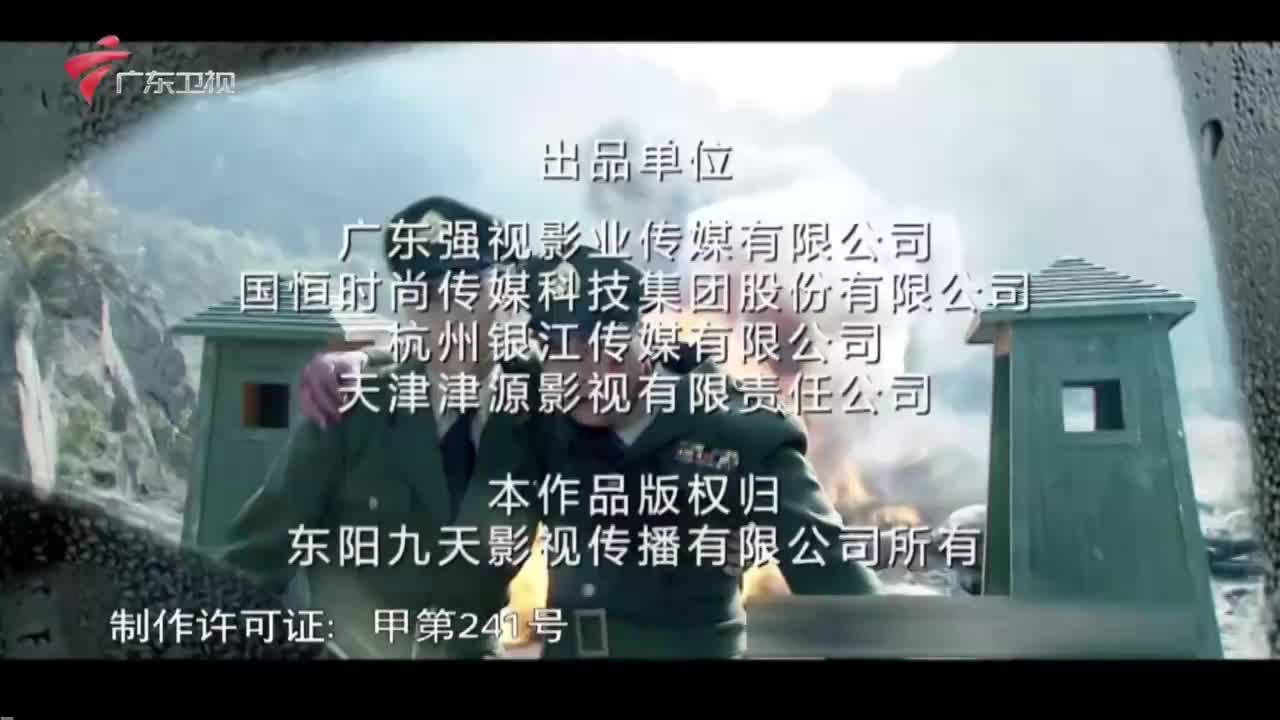 广东卫视
出品单位
广东强视影业传媒有限公司
国恒时尚传媒科技集团股份有限公司
杭州银江传媒有限公司
天津津源影视有限责任公司
本作品版权归
东阳九天影视传播有限公司所有
制作许可证: 甲第241号